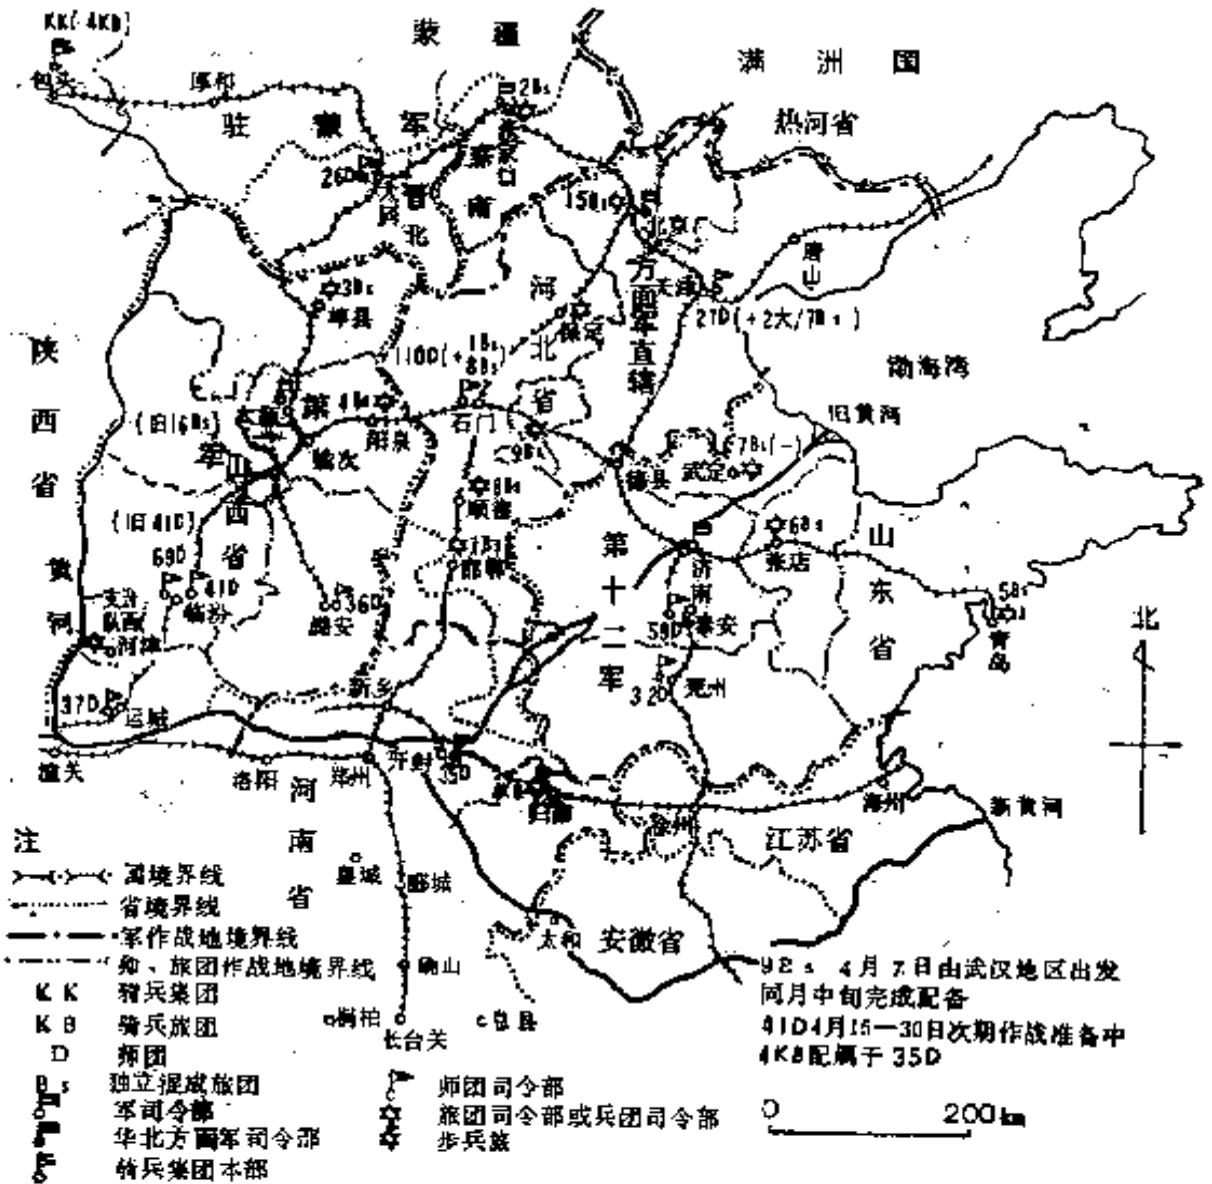 KK(-4KB)
蒙疆
满洲国
包头
厚和
驻蒙军
2Bs
热河省
26D
大同
晋北
察南
15Bs
北京
唐山
方面军直辖
天津
27D(+2大/7Bs)
3Bs
崞县
河北省
保定
陕西省
110D(+1Bs
8Bs)
渤海湾
(旧16Bs)
第
4Bs
阳泉
石门
旧黄河
榆次
9Bs
德县
7Bs(-)
武定
军
山西省
8Bs
顺德
(旧41D)
69D
41D
临汾
1Bs
邯郸
第十二军
济南
6Bs
张店
山东省
5Bs
青岛
黄河
支队
河津
36D
潞安
59D
泰安
32D
兖州
北
37D
运城
新乡
潼关
洛阳
郑州
开封
35D
归德
海州
新黄河
徐州
江苏省
河南省
襄城
郾城
太和
安徽省
确山
桐柏
长台关
息县
注
国境界线
省境界线
军作战地境界线
师、旅团作战地境界线
KK 骑兵集团
KB 骑兵旅团
D 师团
Bs 独立混成旅团
军司令部
华北方面军司令部
骑兵集团本部
师团司令部
旅团司令部或兵团司令部
步兵旅
9Bs 4月7日由武汉地区出发
同月中旬完成配备
41D4月15—30日次期作战准备中
4KB配属于35D
0 200km